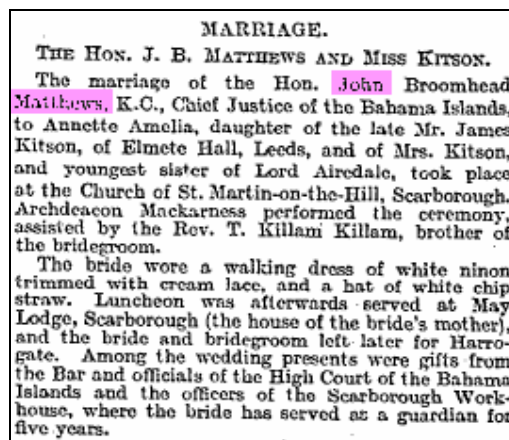 MARRIAGE.
THE HON. J. B. MATTHEWS AND MISS KITSON.
The marriage of the Hon. John Broomhead
Matthews, K.C., Chief Justice of the Bahama Islands,
to Annette Amelia, daughter of the late Mr. James
Kitson, of Elmete Hall, Leeds, and of Mrs. Kitson,
and youngest sister of Lord Airedale, took place
at the Church of St. Martin-on-the-Hill, Scarborough.
Archdeacon Mackarness performed the ceremony,
assisted by the Rev. T. Killam Killam, brother of
the bridegroom.
The bride wore a walking dress of white ninon
trimmed with cream lace, and a hat of white chip
straw. Luncheon was afterwards served at May
Lodge, Scarborough (the house of the bride's mother),
and the bride and bridegroom left later for Harro-
gate. Among the wedding presents were gifts from
the Bar and officials of the High Court of the Bahama
Islands and the officers of the Scarborough Work-
house, where the bride has served as a guardian for
five years.